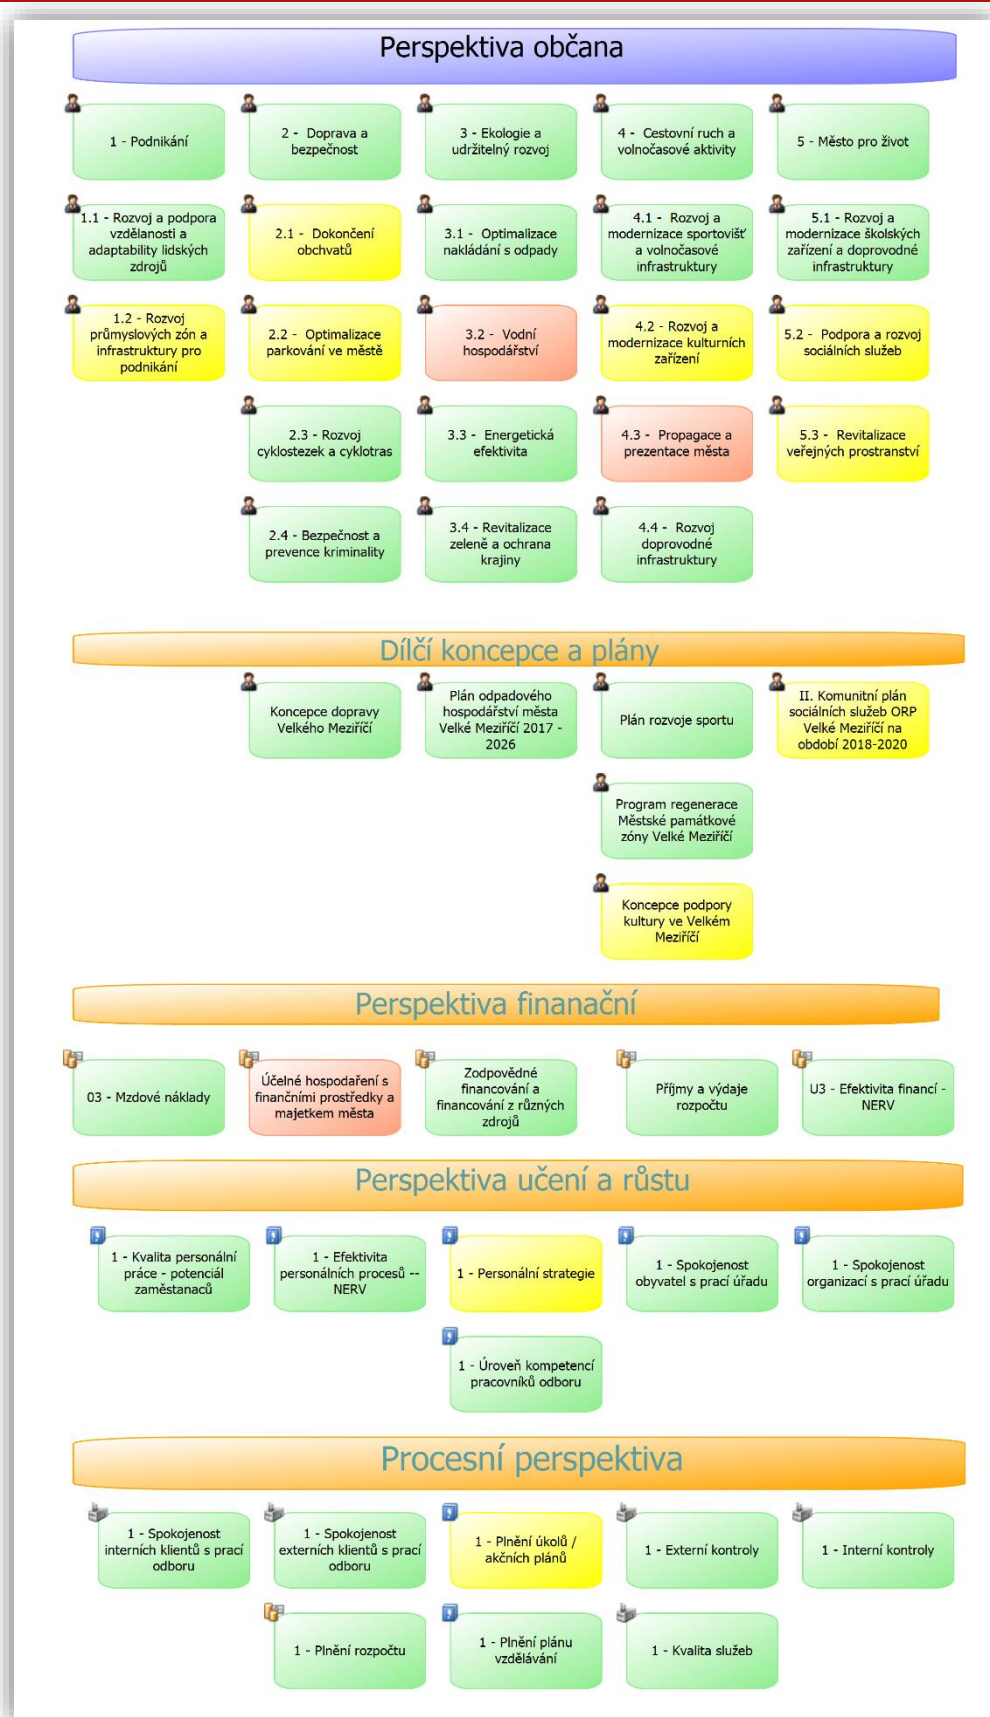 Perspektiva občana
1 - Podnikání
2 - Doprava a
bezpečnost
3 - Ekologie a
udržitelný rozvoj
4 - Cestovní ruch a
volnočasové aktivity
5 - Město pro život
1.1 - Rozvoj a podpora
vzdělanosti a
adaptability lidských
zdrojů
2.1 - Dokončení
obchvatů
3.1 - Optimalizace
nakládání s odpady
4.1 - Rozvoj a
modernizace sportovišť
a volnočasové
infrastruktury
5.1 - Rozvoj a
modernizace školských
zařízení a doprovodné
infrastruktury
1.2 - Rozvoj
průmyslových zón a
infrastruktury pro
podnikání
2.2 - Optimalizace
parkování ve městě
3.2 - Vodní
hospodářství
4.2 - Rozvoj a
modernizace kulturních
zařízení
5.2 - Podpora a rozvoj
sociálních služeb
2.3 - Rozvoj
cyklostezek a cyklotras
3.3 - Energetická
efektivita
4.3 - Propagace a
prezentace města
5.3 - Revitalizace
veřejných prostranství
2.4 - Bezpečnost a
prevence kriminality
3.4 - Revitalizace
zeleně a ochrana
krajiny
4.4 - Rozvoj
doprovodné
infrastruktury
Dílčí koncepce a plány
Koncepce dopravy
Velkého Meziříčí
Plán odpadového
hospodářství města
Velké Meziříčí 2017 -
2026
Plán rozvoje sportu
II. Komunitní plán
sociálních služeb ORP
Velké Meziříčí na
období 2018-2020
Program regenerace
Městské památkové
zóny Velké Meziříčí
Koncepce podpory
kultury ve Velkém
Meziříčí
Perspektiva finanační
03 - Mzdové náklady
Účelné hospodaření s
finančními prostředky a
majetkem města
Zodpovědné
financování a
financování z různých
zdrojů
Příjmy a výdaje
rozpočtu
U3 - Efektivita financí -
NERV
Perspektiva učení a růstu
1 - Kvalita personální
práce - potenciál
zaměstanaců
1 - Efektivita
personálních procesů --
NERV
1 - Personální strategie
1 - Spokojenost
obyvatel s prací úřadu
1 - Spokojenost
organizací s prací úřadu
1 - Úroveň kompetencí
pracovníků odboru
Procesní perspektiva
1 - Spokojenost
interních klientů s prací
odboru
1 - Spokojenost
externích klientů s prací
odboru
1 - Plnění úkolů /
akčních plánů
1 - Externí kontroly
1 - Interní kontroly
1 - Plnění rozpočtu
1 - Plnění plánu
vzdělávání
1 - Kvalita služeb